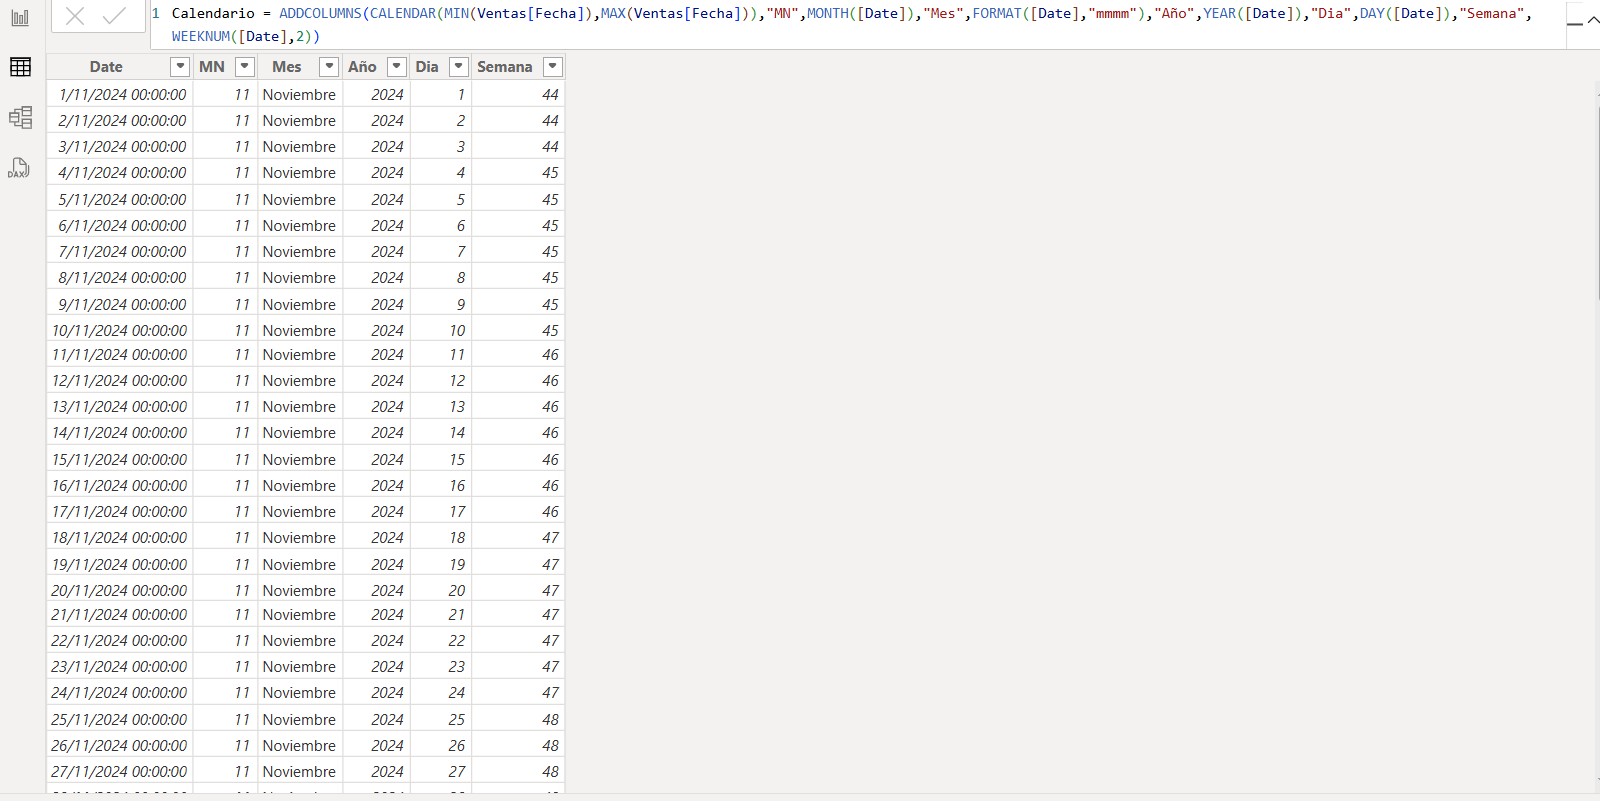 1 Calendario = ADDCOLUMNS(CALENDAR(MIN(Ventas[Fecha]),MAX(Ventas[Fecha])),"MN",MONTH([Date]),"Mes",FORMAT([Date],"mmmm"),"Año",YEAR([Date]),"Dia",DAY([Date]),"Semana",
WEEKNUM([Date],2))
Date MN Mes Año Dia Semana
1/11/2024 00:00:00 11 Noviembre 2024 1 44
2/11/2024 00:00:00 11 Noviembre 2024 2 44
3/11/2024 00:00:00 11 Noviembre 2024 3 44
4/11/2024 00:00:00 11 Noviembre 2024 4 45
5/11/2024 00:00:00 11 Noviembre 2024 5 45
6/11/2024 00:00:00 11 Noviembre 2024 6 45
7/11/2024 00:00:00 11 Noviembre 2024 7 45
8/11/2024 00:00:00 11 Noviembre 2024 8 45
9/11/2024 00:00:00 11 Noviembre 2024 9 45
10/11/2024 00:00:00 11 Noviembre 2024 10 45
11/11/2024 00:00:00 11 Noviembre 2024 11 46
12/11/2024 00:00:00 11 Noviembre 2024 12 46
13/11/2024 00:00:00 11 Noviembre 2024 13 46
14/11/2024 00:00:00 11 Noviembre 2024 14 46
15/11/2024 00:00:00 11 Noviembre 2024 15 46
16/11/2024 00:00:00 11 Noviembre 2024 16 46
17/11/2024 00:00:00 11 Noviembre 2024 17 46
18/11/2024 00:00:00 11 Noviembre 2024 18 47
19/11/2024 00:00:00 11 Noviembre 2024 19 47
20/11/2024 00:00:00 11 Noviembre 2024 20 47
21/11/2024 00:00:00 11 Noviembre 2024 21 47
22/11/2024 00:00:00 11 Noviembre 2024 22 47
23/11/2024 00:00:00 11 Noviembre 2024 23 47
24/11/2024 00:00:00 11 Noviembre 2024 24 47
25/11/2024 00:00:00 11 Noviembre 2024 25 48
26/11/2024 00:00:00 11 Noviembre 2024 26 48
27/11/2024 00:00:00 11 Noviembre 2024 27 48
DAX